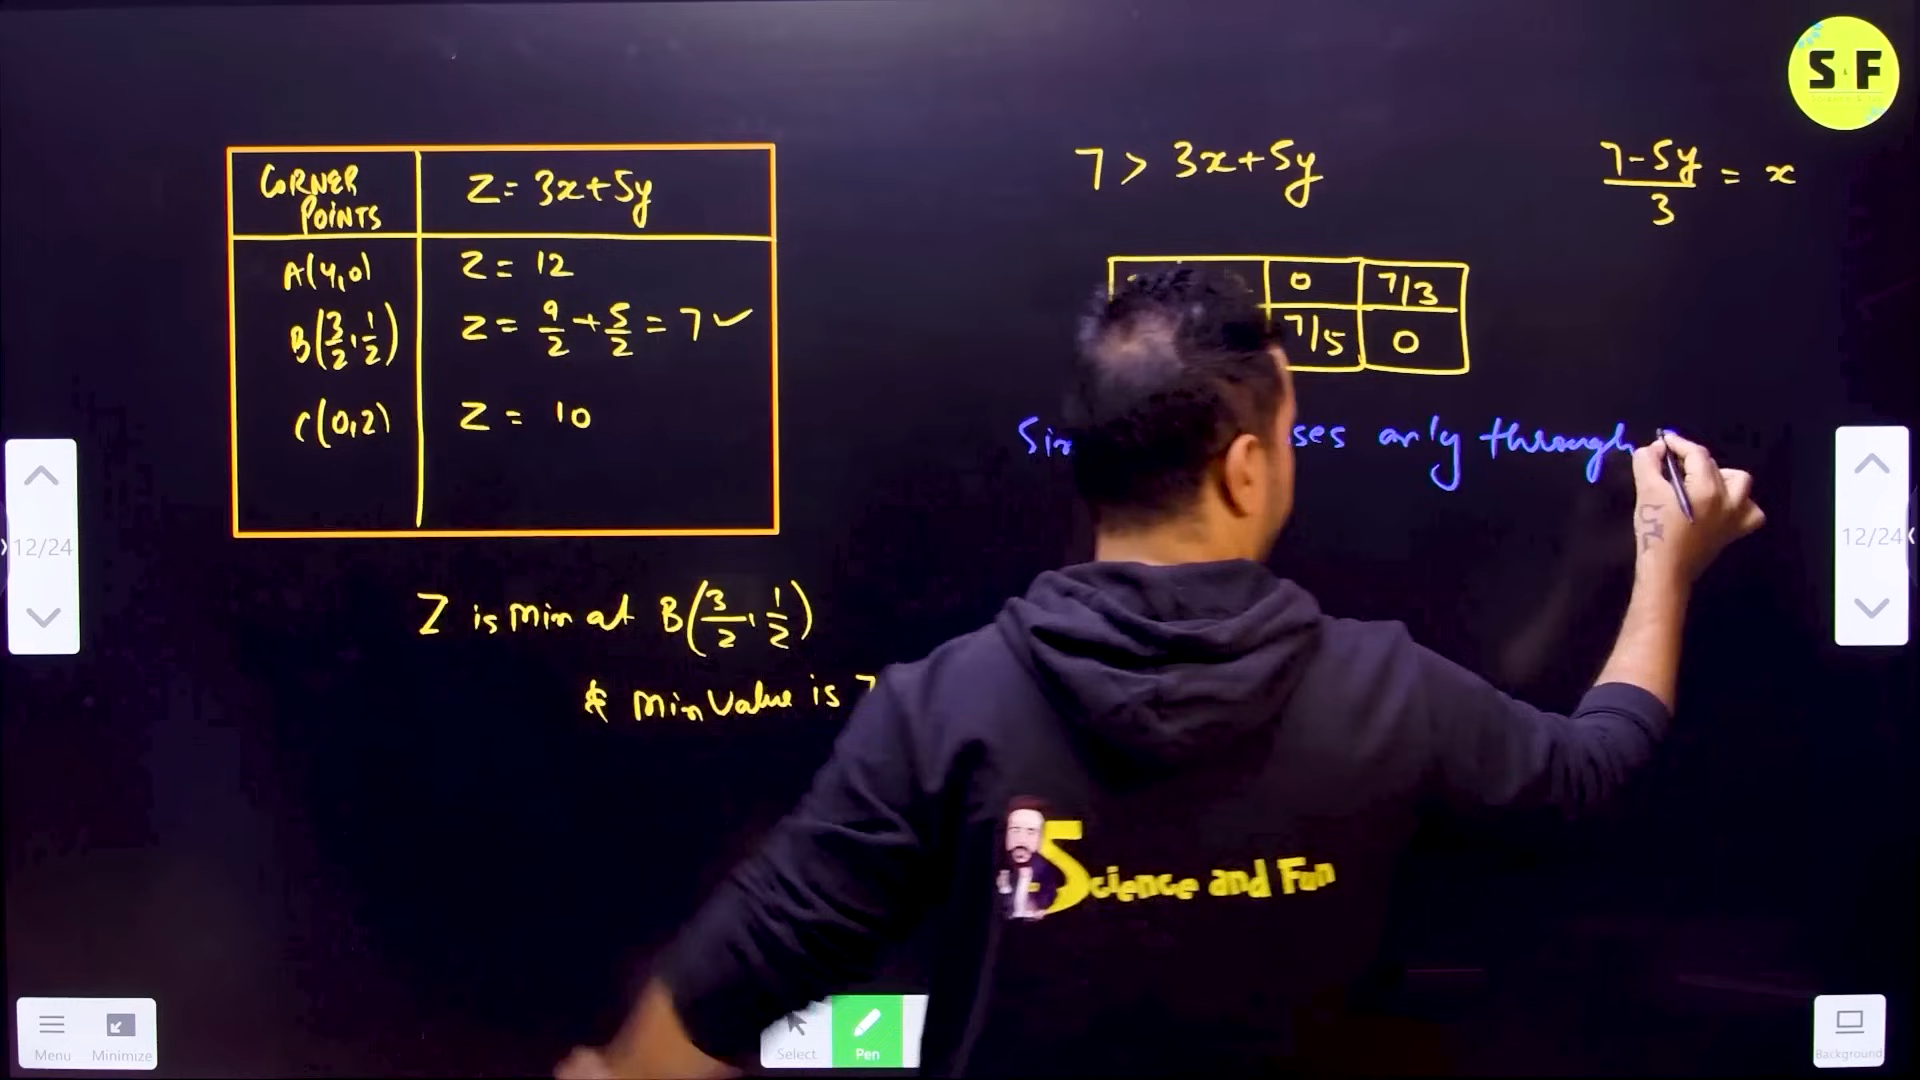 S&F
CORNER POINTS
Z = 3x+5y
A(4,0)
Z = 12
B(3/2, 1/2)
Z = 9/2 + 5/2 = 7 ✓
C(0,2)
Z = 10
Z is Min at B(3/2, 1/2)
& Min Value is 7
7 > 3x+5y
7-5y/3 = x
0 7/3
7/5 0
only through
12/24
12/24
Science and Fun
Menu
Minimize
Select
Pen
Background